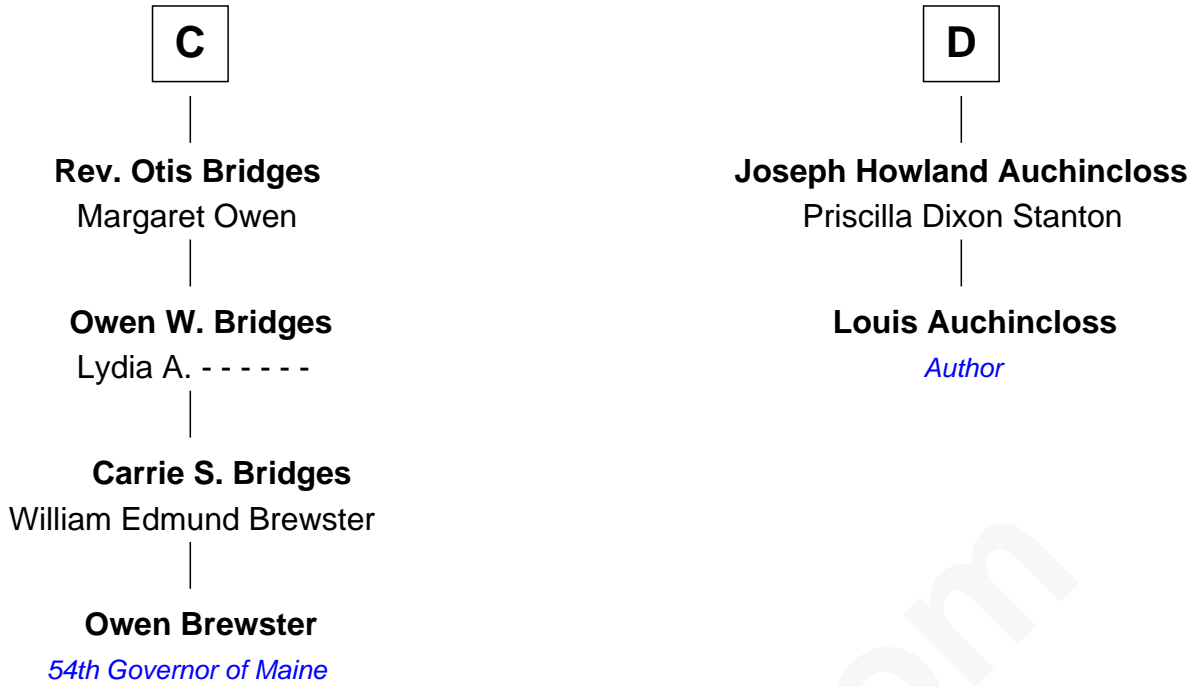 C
Rev. Otis Bridges
Margaret Owen
Owen W. Bridges
Lydia A. - - - - - -
Carrie S. Bridges
William Edmund Brewster
Owen Brewster
54th Governor of Maine
D
Joseph Howland Auchincloss
Priscilla Dixon Stanton
Louis Auchincloss
Author
om